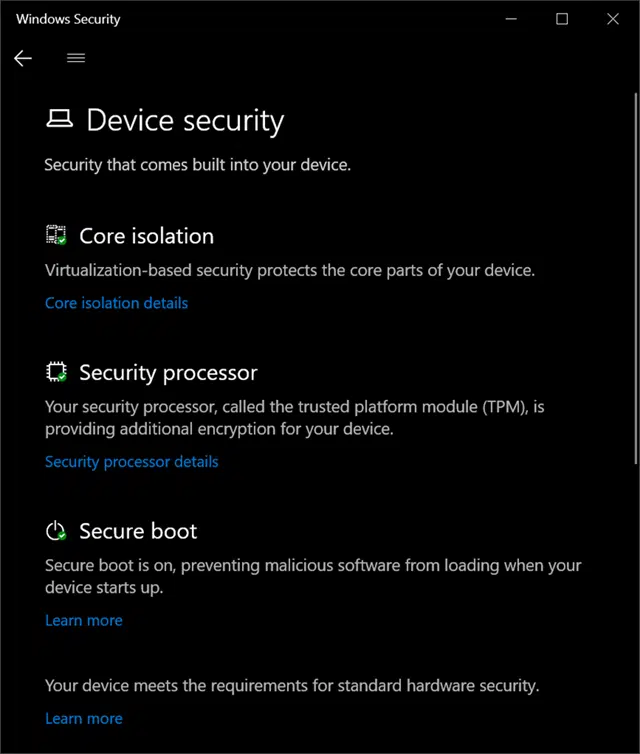 Windows Security
Device security
Security that comes built into your device.
Core isolation
Virtualization-based security protects the core parts of your device.
Core isolation details
Security processor
Your security processor, called the trusted platform module (TPM), is
providing additional encryption for your device.
Security processor details
Secure boot
Secure boot is on, preventing malicious software from loading when your
device starts up.
Learn more
Your device meets the requirements for standard hardware security.
Learn more